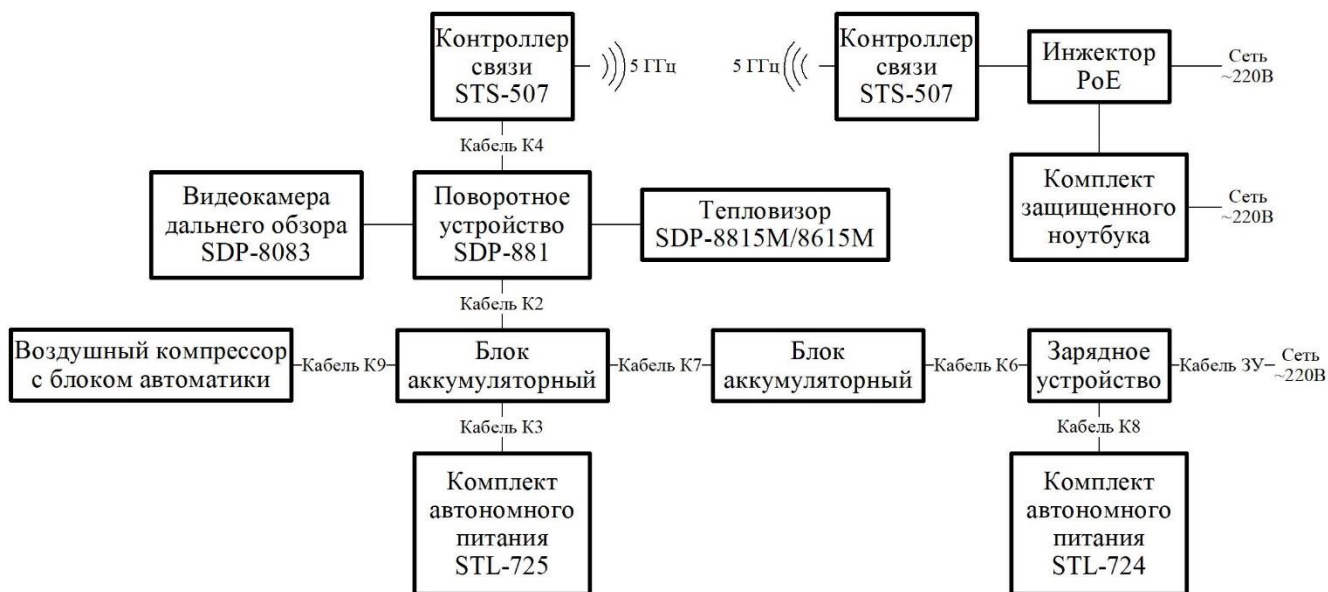 Контроллер
связи
STS-507
5 ГГц
5 ГГц
Контроллер
связи
STS-507
Инжектор
PoE
Сеть
~220В
Кабель К4
Видеокамера
дальнего обзора
SDP-8083
Поворотное
устройство
SDP-881
Тепловизор
SDP-8815M/8615M
Комплект
защищенного
ноутбука
Сеть
~220В
Кабель К2
Воздушный компрессор
с блоком автоматики
Кабель К9
Блок
аккумуляторный
Кабель К7
Блок
аккумуляторный
Кабель К6
Зарядное
устройство
Кабель ЗУ
Сеть
~220В
Кабель К3
Кабель К8
Комплект
автономного
питания
STL-725
Комплект
автономного
питания
STL-724